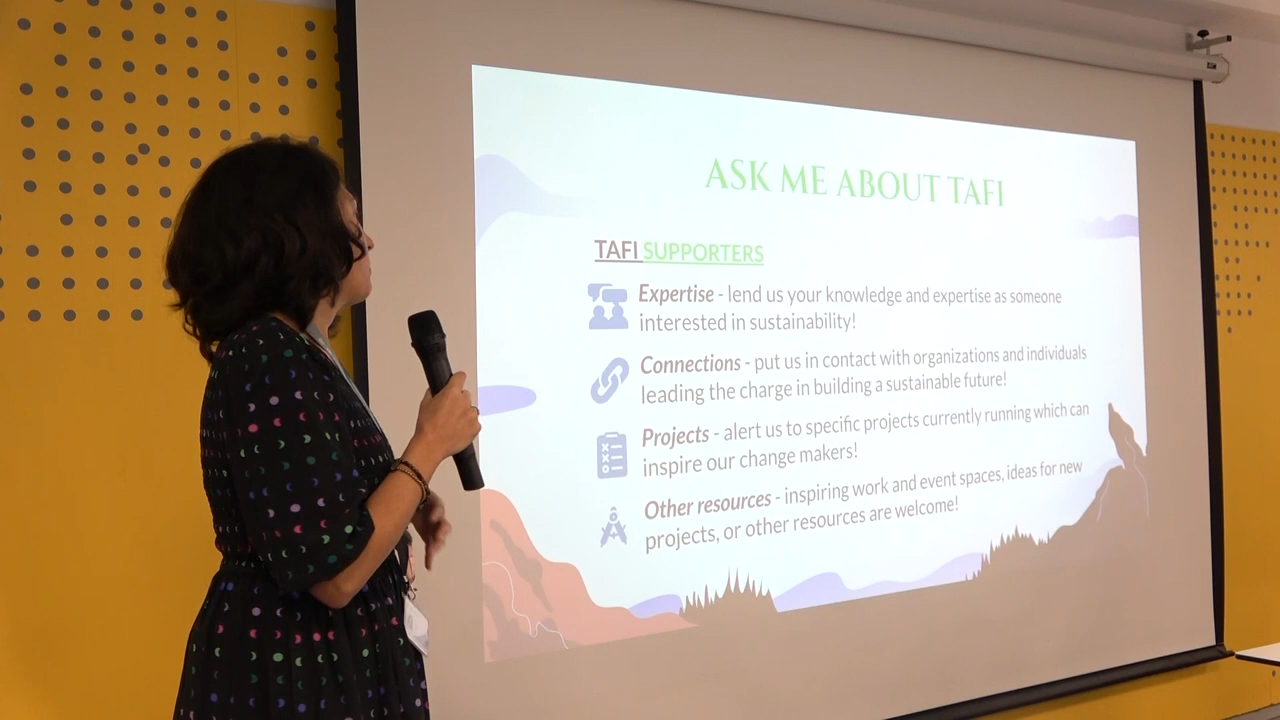 ASK ME ABOUT TAFI
TAFI SUPPORTERS
Expertise - lend us your knowledge and expertise as someone
interested in sustainability!
Connections - put us in contact with organizations and individuals
leading the charge in building a sustainable future!
Projects - alert us to specific projects currently running which can
inspire our change makers!
Other resources - inspiring work and event spaces, ideas for new
projects, or other resources are welcome!